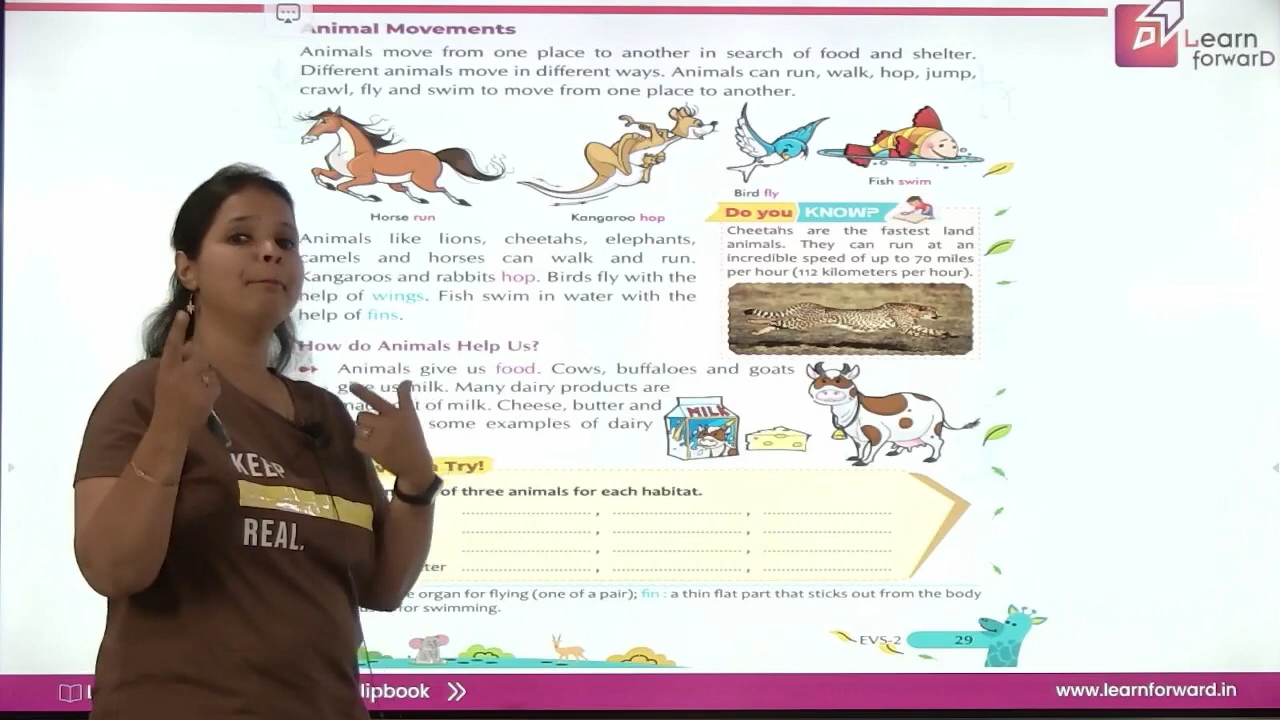 Animal Movements
Animals move from one place to another in search of food and shelter.
Different animals move in different ways. Animals can run, walk, hop, jump,
crawl, fly and swim to move from one place to another.
Horse run
Kangaroo hop
Bird fly
Fish swim
Animals like lions, cheetahs, elephants,
camels and horses can walk and run.
Kangaroos and rabbits hop. Birds fly with the
help of wings. Fish swim in water with the
help of fins.
Do you KNOW?
Cheetahs are the fastest land
animals. They can run at an
incredible speed of up to 70 miles
per hour (112 kilometers per hour).
How do Animals Help Us?
Animals give us food. Cows, buffaloes and goats
give us milk. Many dairy products are
of milk. Cheese, butter and
some examples of dairy
MILK
Try!
of three animals for each habitat.
organ for flying (one of a pair); fin : a thin flat part that sticks out from the body
for swimming.
EVS-2 29
KEEP
REAL.
Learn
forwarD
www.learnforward.in